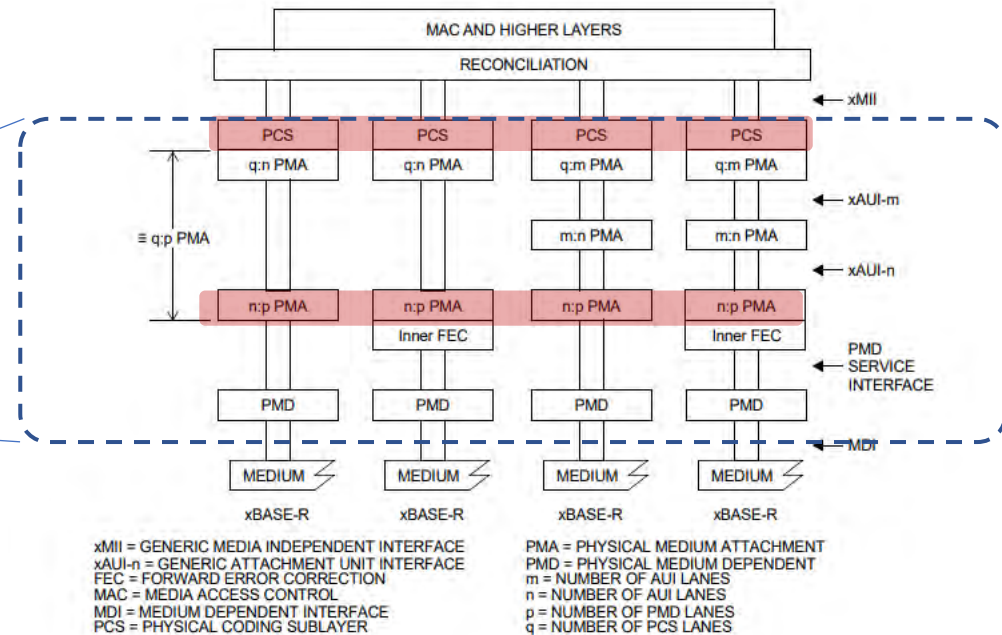 MAC AND HIGHER LAYERS
RECONCILIATION
xMII
PCS PCS PCS PCS
q:n PMA q:n PMA q:m PMA q:m PMA
xAUI-m
≡ q:p PMA
m:n PMA m:n PMA
xAUI-n
n:p PMA n:p PMA n:p PMA n:p PMA
Inner FEC Inner FEC
PMD
SERVICE
INTERFACE
PMD PMD PMD PMD
MDI
MEDIUM MEDIUM MEDIUM MEDIUM
xBASE-R xBASE-R xBASE-R xBASE-R
xMII = GENERIC MEDIA INDEPENDENT INTERFACE
xAUI-n = GENERIC ATTACHMENT UNIT INTERFACE
FEC = FORWARD ERROR CORRECTION
MAC = MEDIA ACCESS CONTROL
MDI = MEDIUM DEPENDENT INTERFACE
PCS = PHYSICAL CODING SUBLAYER
PMA = PHYSICAL MEDIUM ATTACHMENT
PMD = PHYSICAL MEDIUM DEPENDENT
m = NUMBER OF AUI LANES
n = NUMBER OF AUI LANES
p = NUMBER OF PMD LANES
q = NUMBER OF PCS LANES